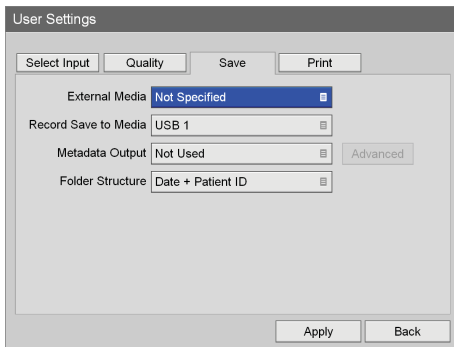 User Settings
Select Input Quality Save Print
External Media Not Specified
Record Save to Media USB 1
Metadata Output Not Used Advanced
Folder Structure Date + Patient ID
Apply Back